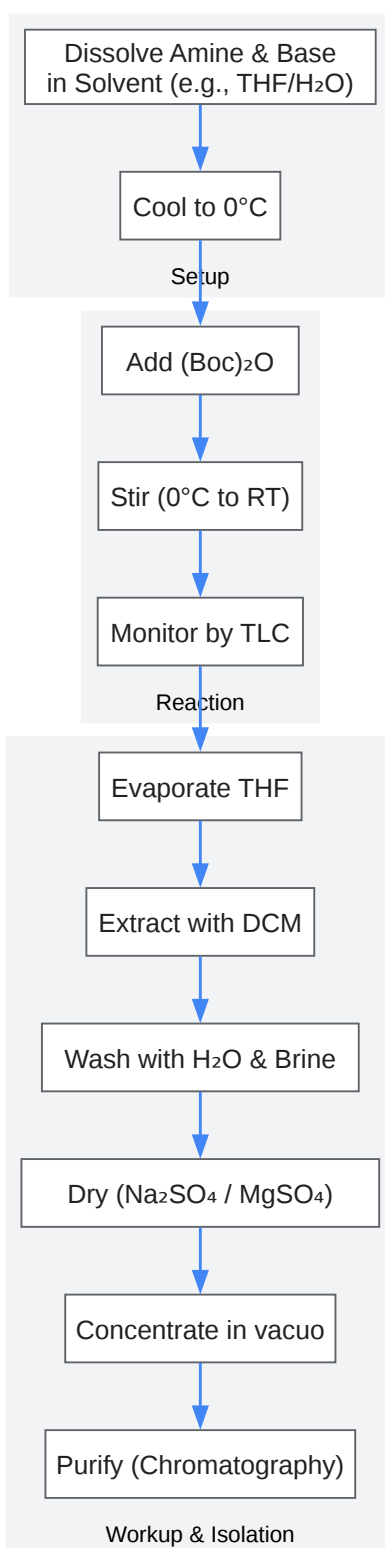 Dissolve Amine & Base
in Solvent (e.g., THF/H₂O)
Cool to 0°C
Setup
Add (Boc)₂O
Stir (0°C to RT)
Monitor by TLC
Reaction
Evaporate THF
Extract with DCM
Wash with H₂O & Brine
Dry (Na₂SO₄ / MgSO₄)
Concentrate in vacuo
Purify (Chromatography)
Workup & Isolation